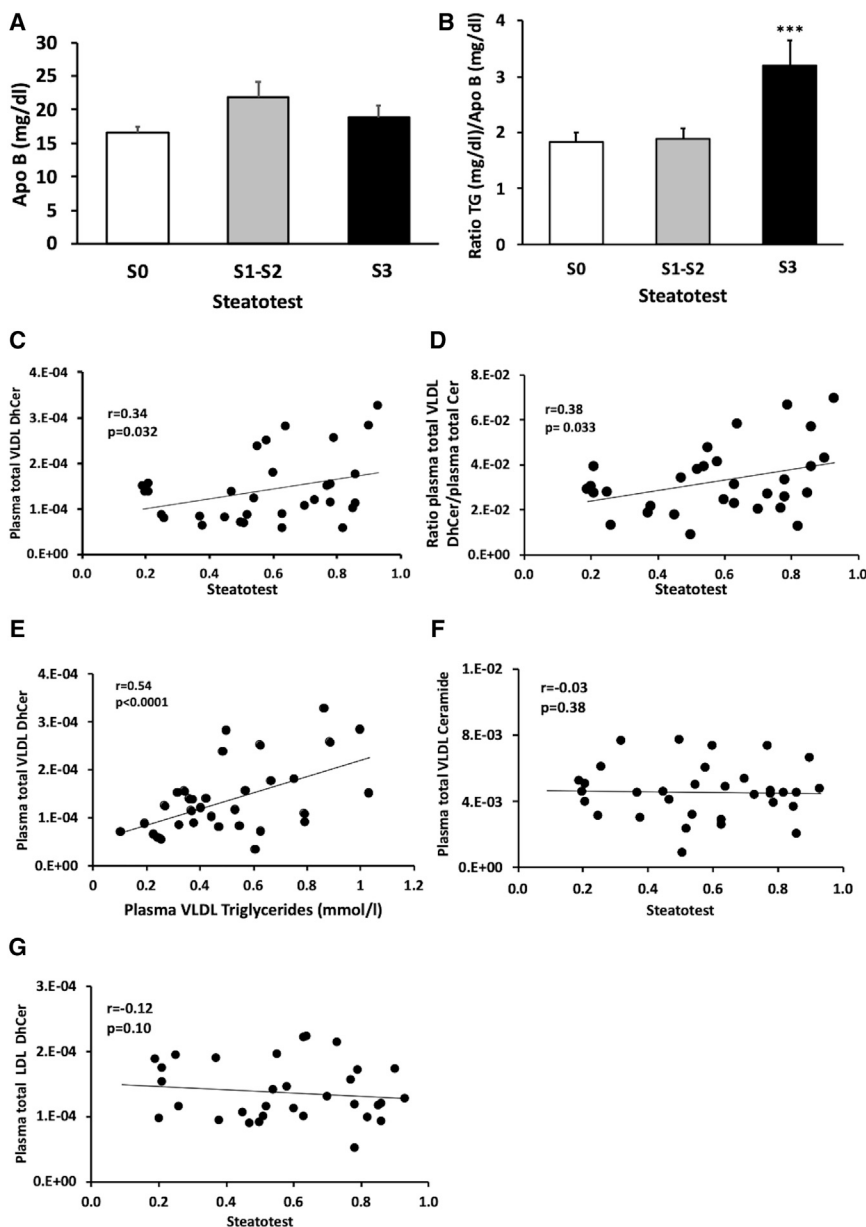 A
Apo B (mg/dl)
30
25
20
15
10
5
0
S0 S1-S2 S3
Steatotest
B
Ratio TG (mg/dl)/Apo B (mg/dl)
***
4
3
2
1
0
S0 S1-S2 S3
Steatotest
C
Plasma total VLDL DhCer
4.E-04
3.E-04
2.E-04
1.E-04
0.E+00
r=0.34
p=0.032
0.0 0.2 0.4 0.6 0.8 1.0
Steatotest
D
Ratio plasma total VLDL
DhCer/plasma total Cer
8.E-02
6.E-02
4.E-02
2.E-02
0.E+00
r=0.38
p= 0.033
0.0 0.2 0.4 0.6 0.8 1.0
Steatotest
E
Plasma total VLDL DhCer
4.E-04
3.E-04
2.E-04
1.E-04
0.E+00
r=0.54
p<0.0001
0 0.2 0.4 0.6 0.8 1 1.2
Plasma VLDL Triglycerides (mmol/l)
F
Plasma total VLDL Ceramide
1.E-02
8.E-03
4.E-03
0.E+00
r=-0.03
p=0.38
0.0 0.2 0.4 0.6 0.8 1.0
Steatotest
G
Plasma total LDL DhCer
3.E-04
2.E-04
1.E-04
0.E+00
r=-0.12
p=0.10
0.0 0.2 0.4 0.6 0.8 1.0
Steatotest